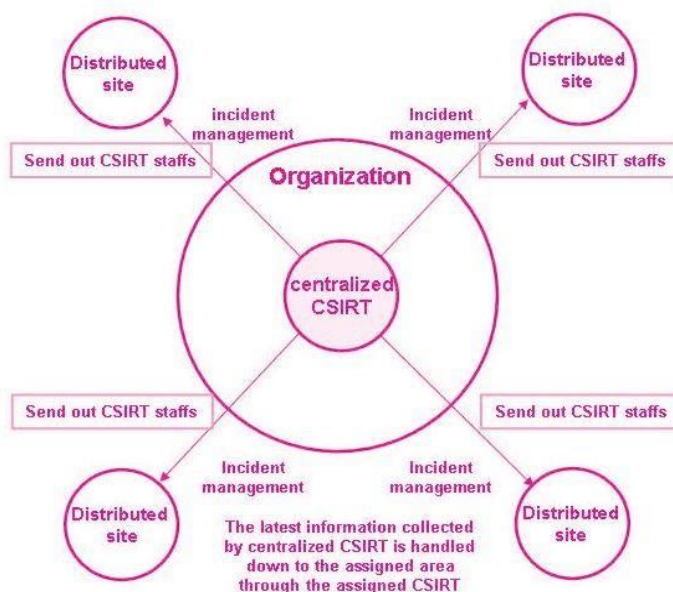 Distributed
site
Distributed
site
incident
management
Incident
management
Send out CSIRT staffs
Send out CSIRT staffs
Organization
centralized
CSIRT
Send out CSIRT staffs
Send out CSIRT staffs
Incident
management
Incident
management
Distributed
site
Distributed
site
The latest information collected
by centralized CSIRT is handled
down to the assigned area
through the assigned CSIRT